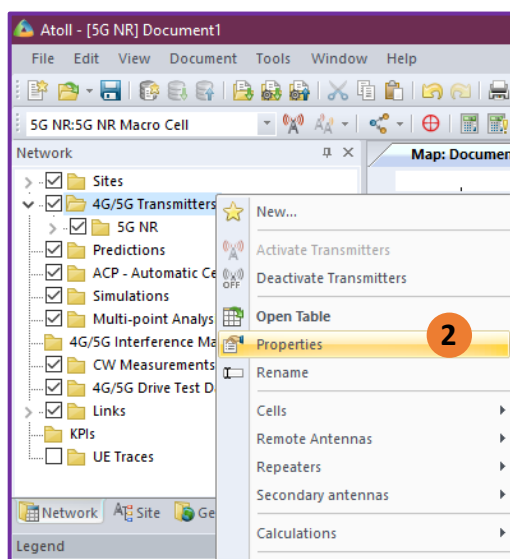 Atoll - [5G NR] Document1
File Edit View Document Tools Window Help
5G NR:5G NR Macro Cell
Network
Map: Documen
Sites
4G/5G Transmitters
5G NR
Predictions
ACP - Automatic Ce
Simulations
Multi-point Analys
4G/5G Interference Ma
CW Measurements
4G/5G Drive Test D
Links
KPIs
UE Traces
New...
Activate Transmitters
OFF Deactivate Transmitters
Open Table
Properties 2
Rename
Cells
Remote Antennas
Repeaters
Secondary antennas
Calculations
Network Site Ge
Legend